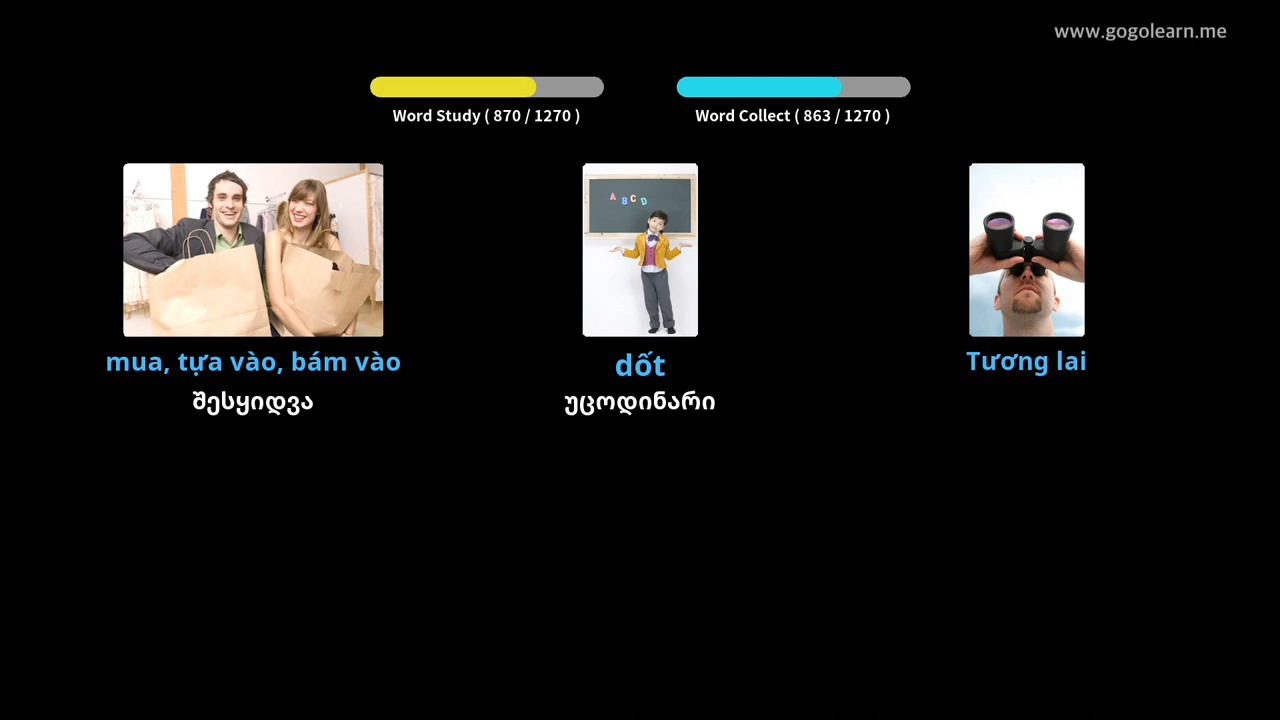 www.gogolearn.me
Word Study ( 870 / 1270 )
Word Collect ( 863 / 1270 )
A B C D
mua, tựa vào, bám vào
dốt
Tương lai
შესყიდვა
უცოდინარი